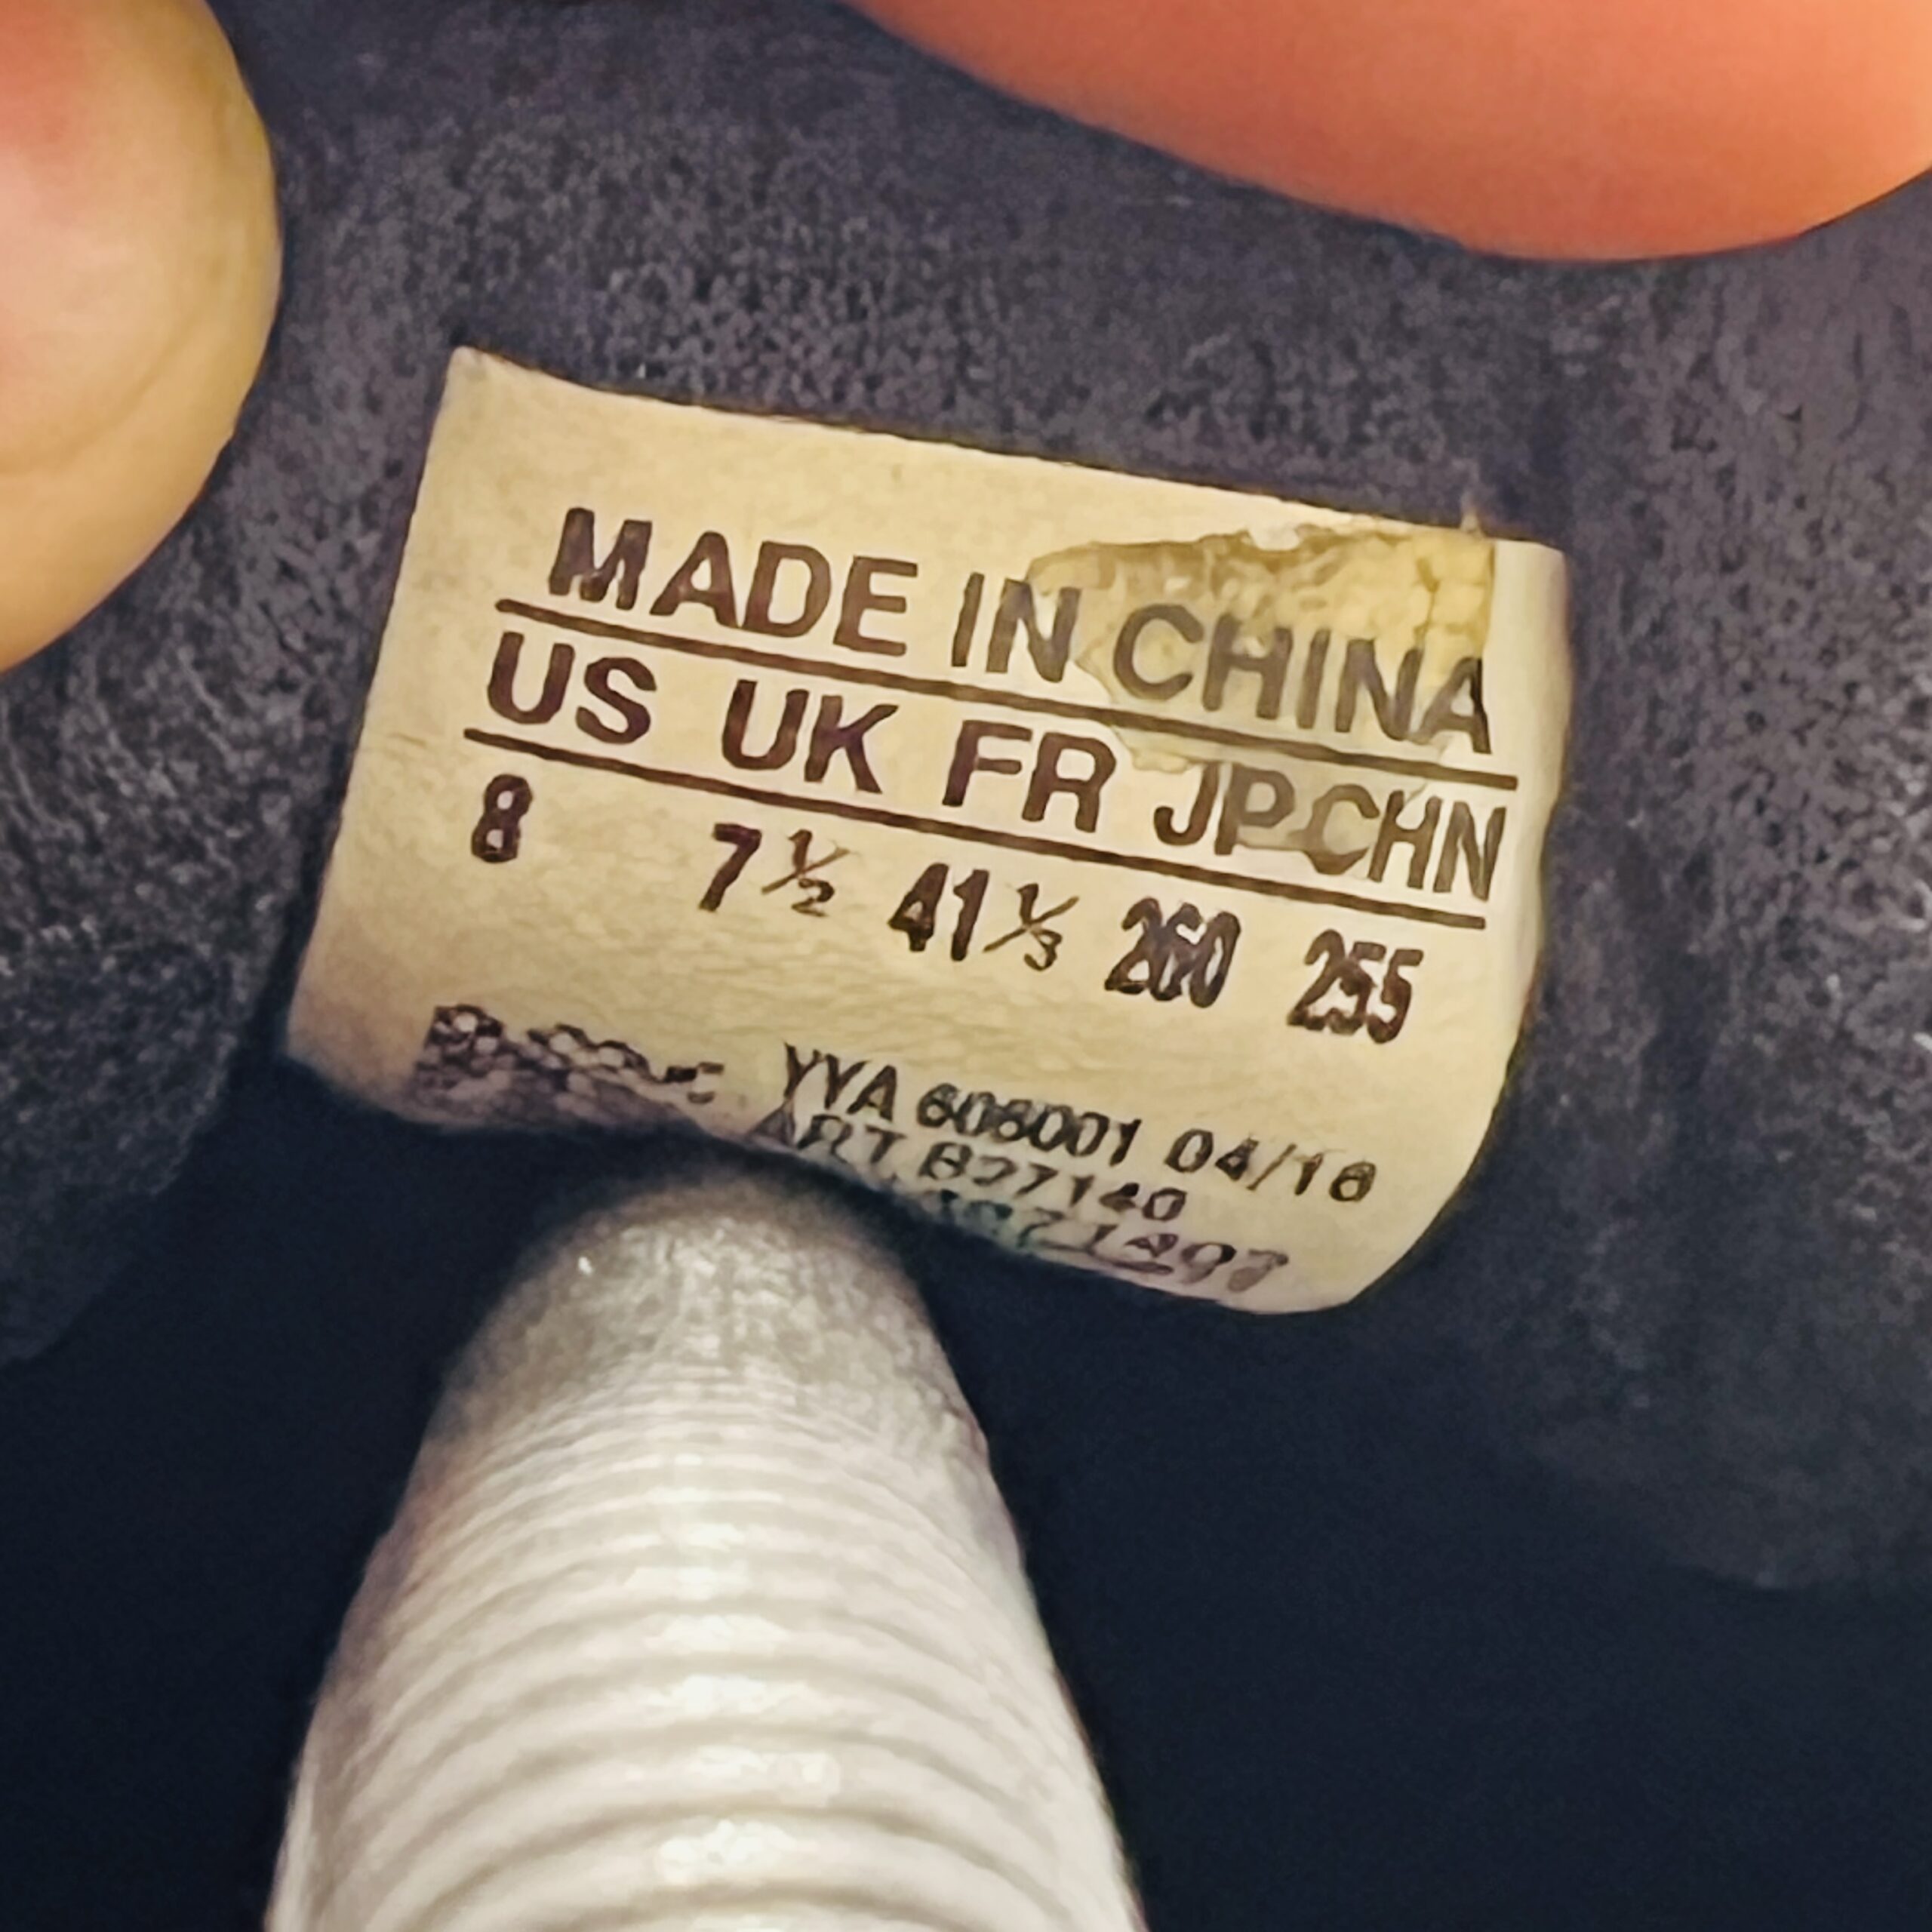 MADE IN CHINA
US UK FR JP CHN
8 7½ 41⅓ 260 255
YYA 606001 04/16
ART B27140